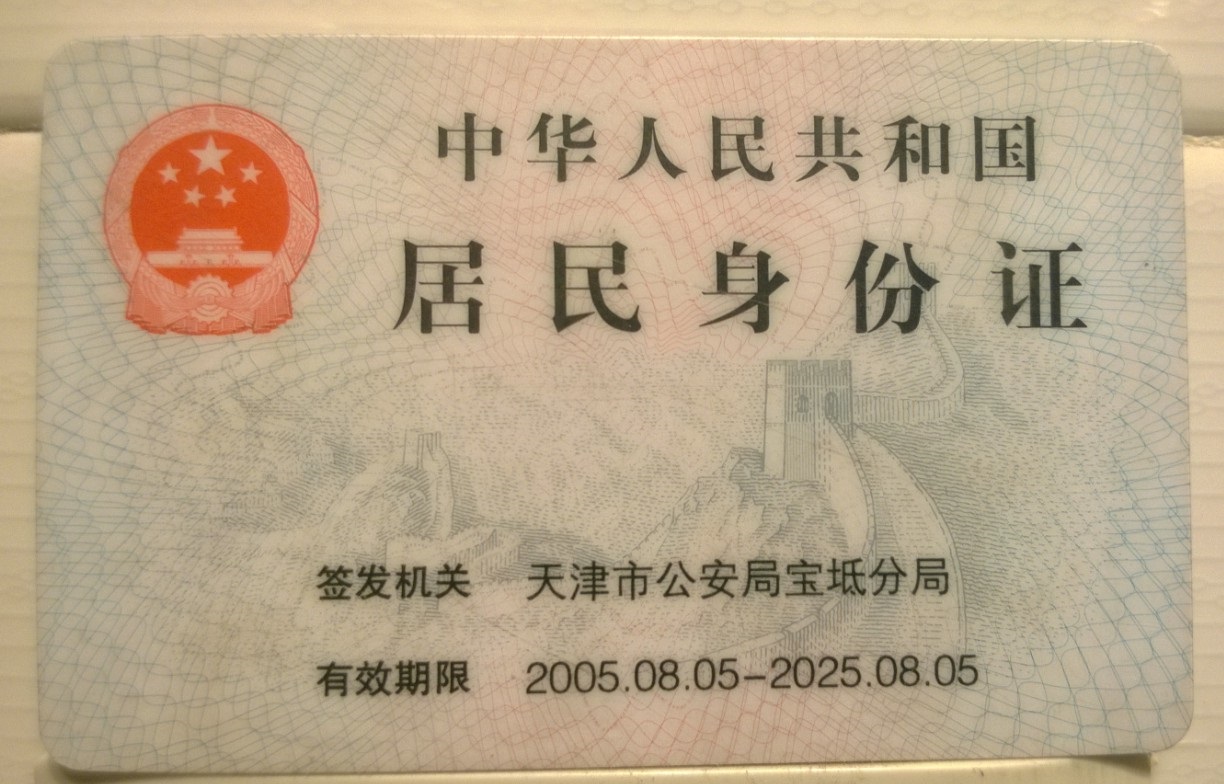 中华人民共和国
居民身份证
签发机关 天津市公安局宝坻分局
有效期限 2005.08.05-2025.08.05